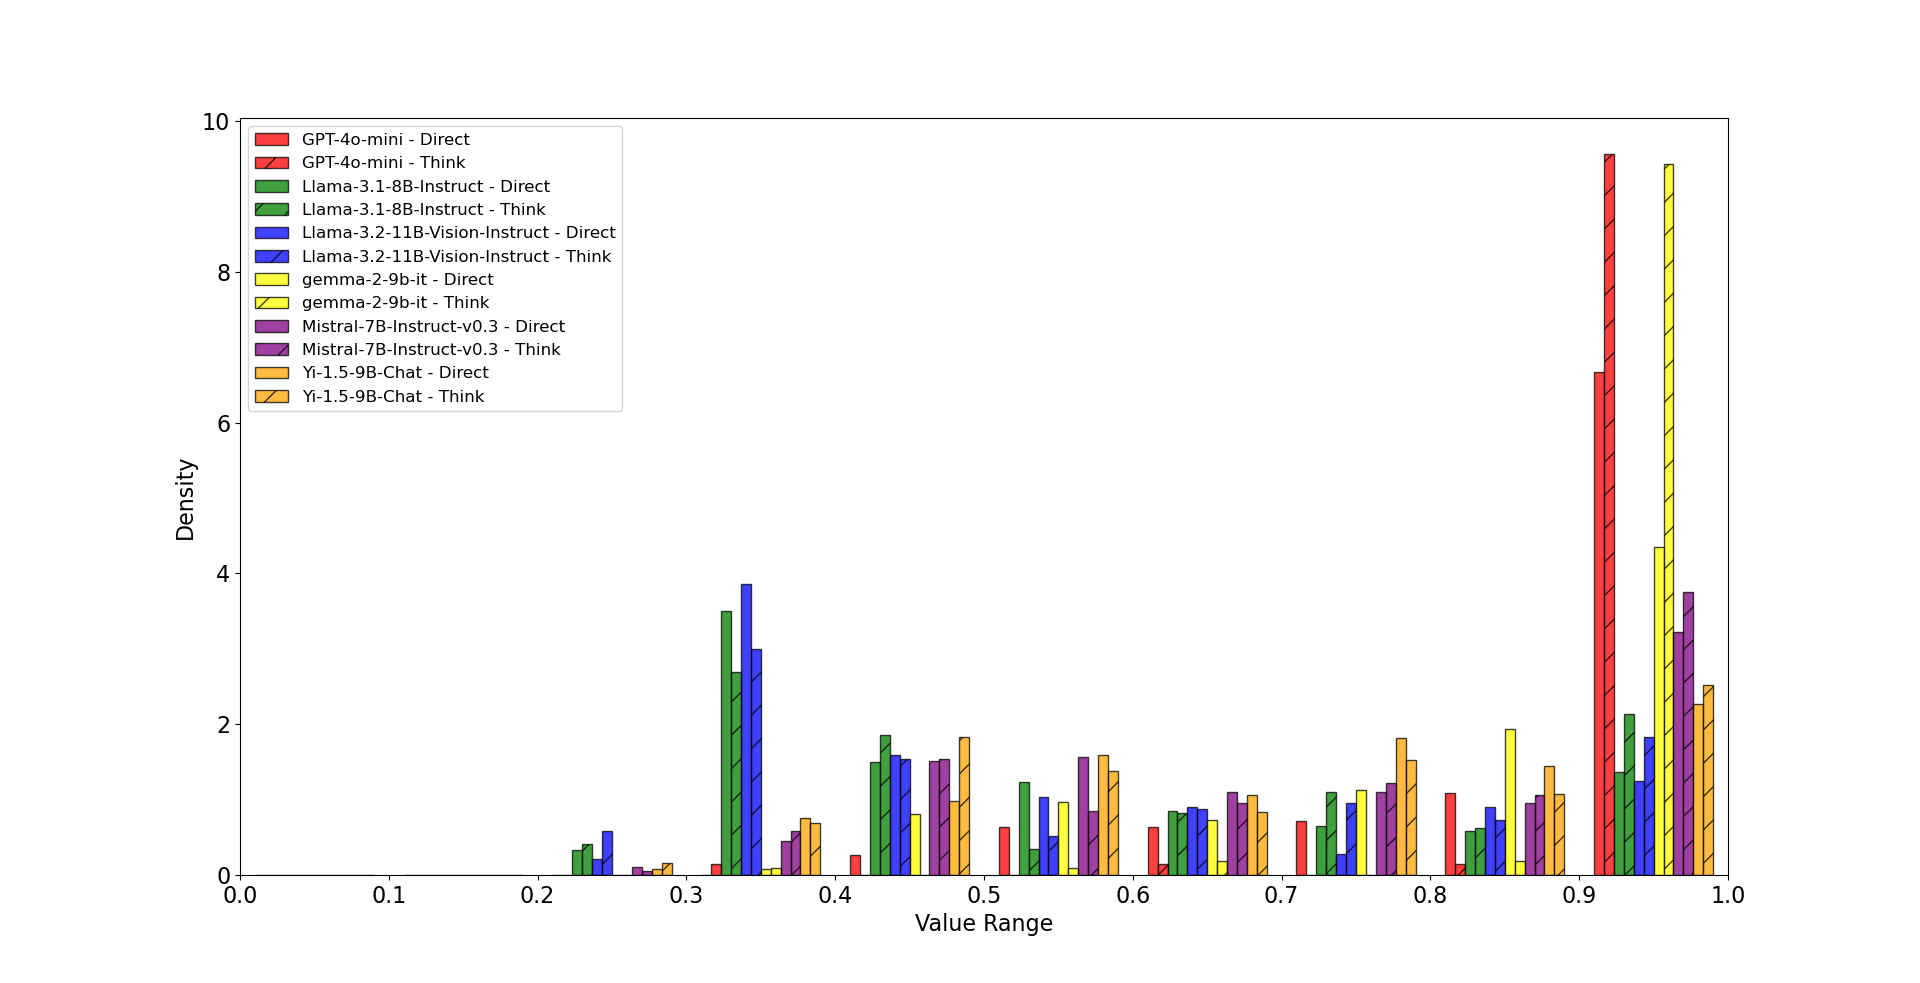 10
8
6
4
2
0
Density
GPT-4o-mini - Direct
GPT-4o-mini - Think
Llama-3.1-8B-Instruct - Direct
Llama-3.1-8B-Instruct - Think
Llama-3.2-11B-Vision-Instruct - Direct
Llama-3.2-11B-Vision-Instruct - Think
gemma-2-9b-it - Direct
gemma-2-9b-it - Think
Mistral-7B-Instruct-v0.3 - Direct
Mistral-7B-Instruct-v0.3 - Think
Yi-1.5-9B-Chat - Direct
Yi-1.5-9B-Chat - Think
0.0 0.1 0.2 0.3 0.4 0.5 0.6 0.7 0.8 0.9 1.0
Value Range